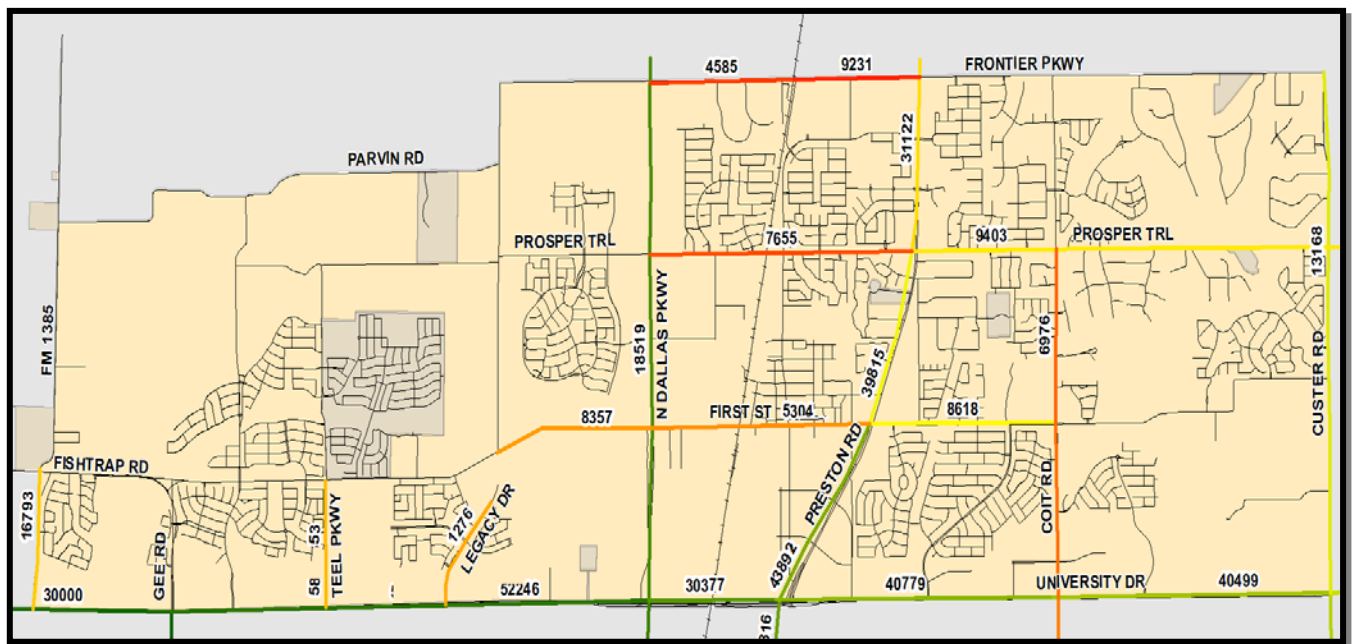 4585
9231
FRONTIER PKWY
31122
PARVIN RD
PROSPER TRL
7655
9403
PROSPER TRL
13168
FM 1385
18519
N DALLAS PKWY
39815
6976
CUSTER RD
8357
FIRST ST
5304
8618
FISHTRAP RD
PRESTON RD
COIT RD
16793
GEE RD
58
53
TEEL PKWY
1276
LEGACY DR
43892
30000
52246
30377
40779
UNIVERSITY DR
40499